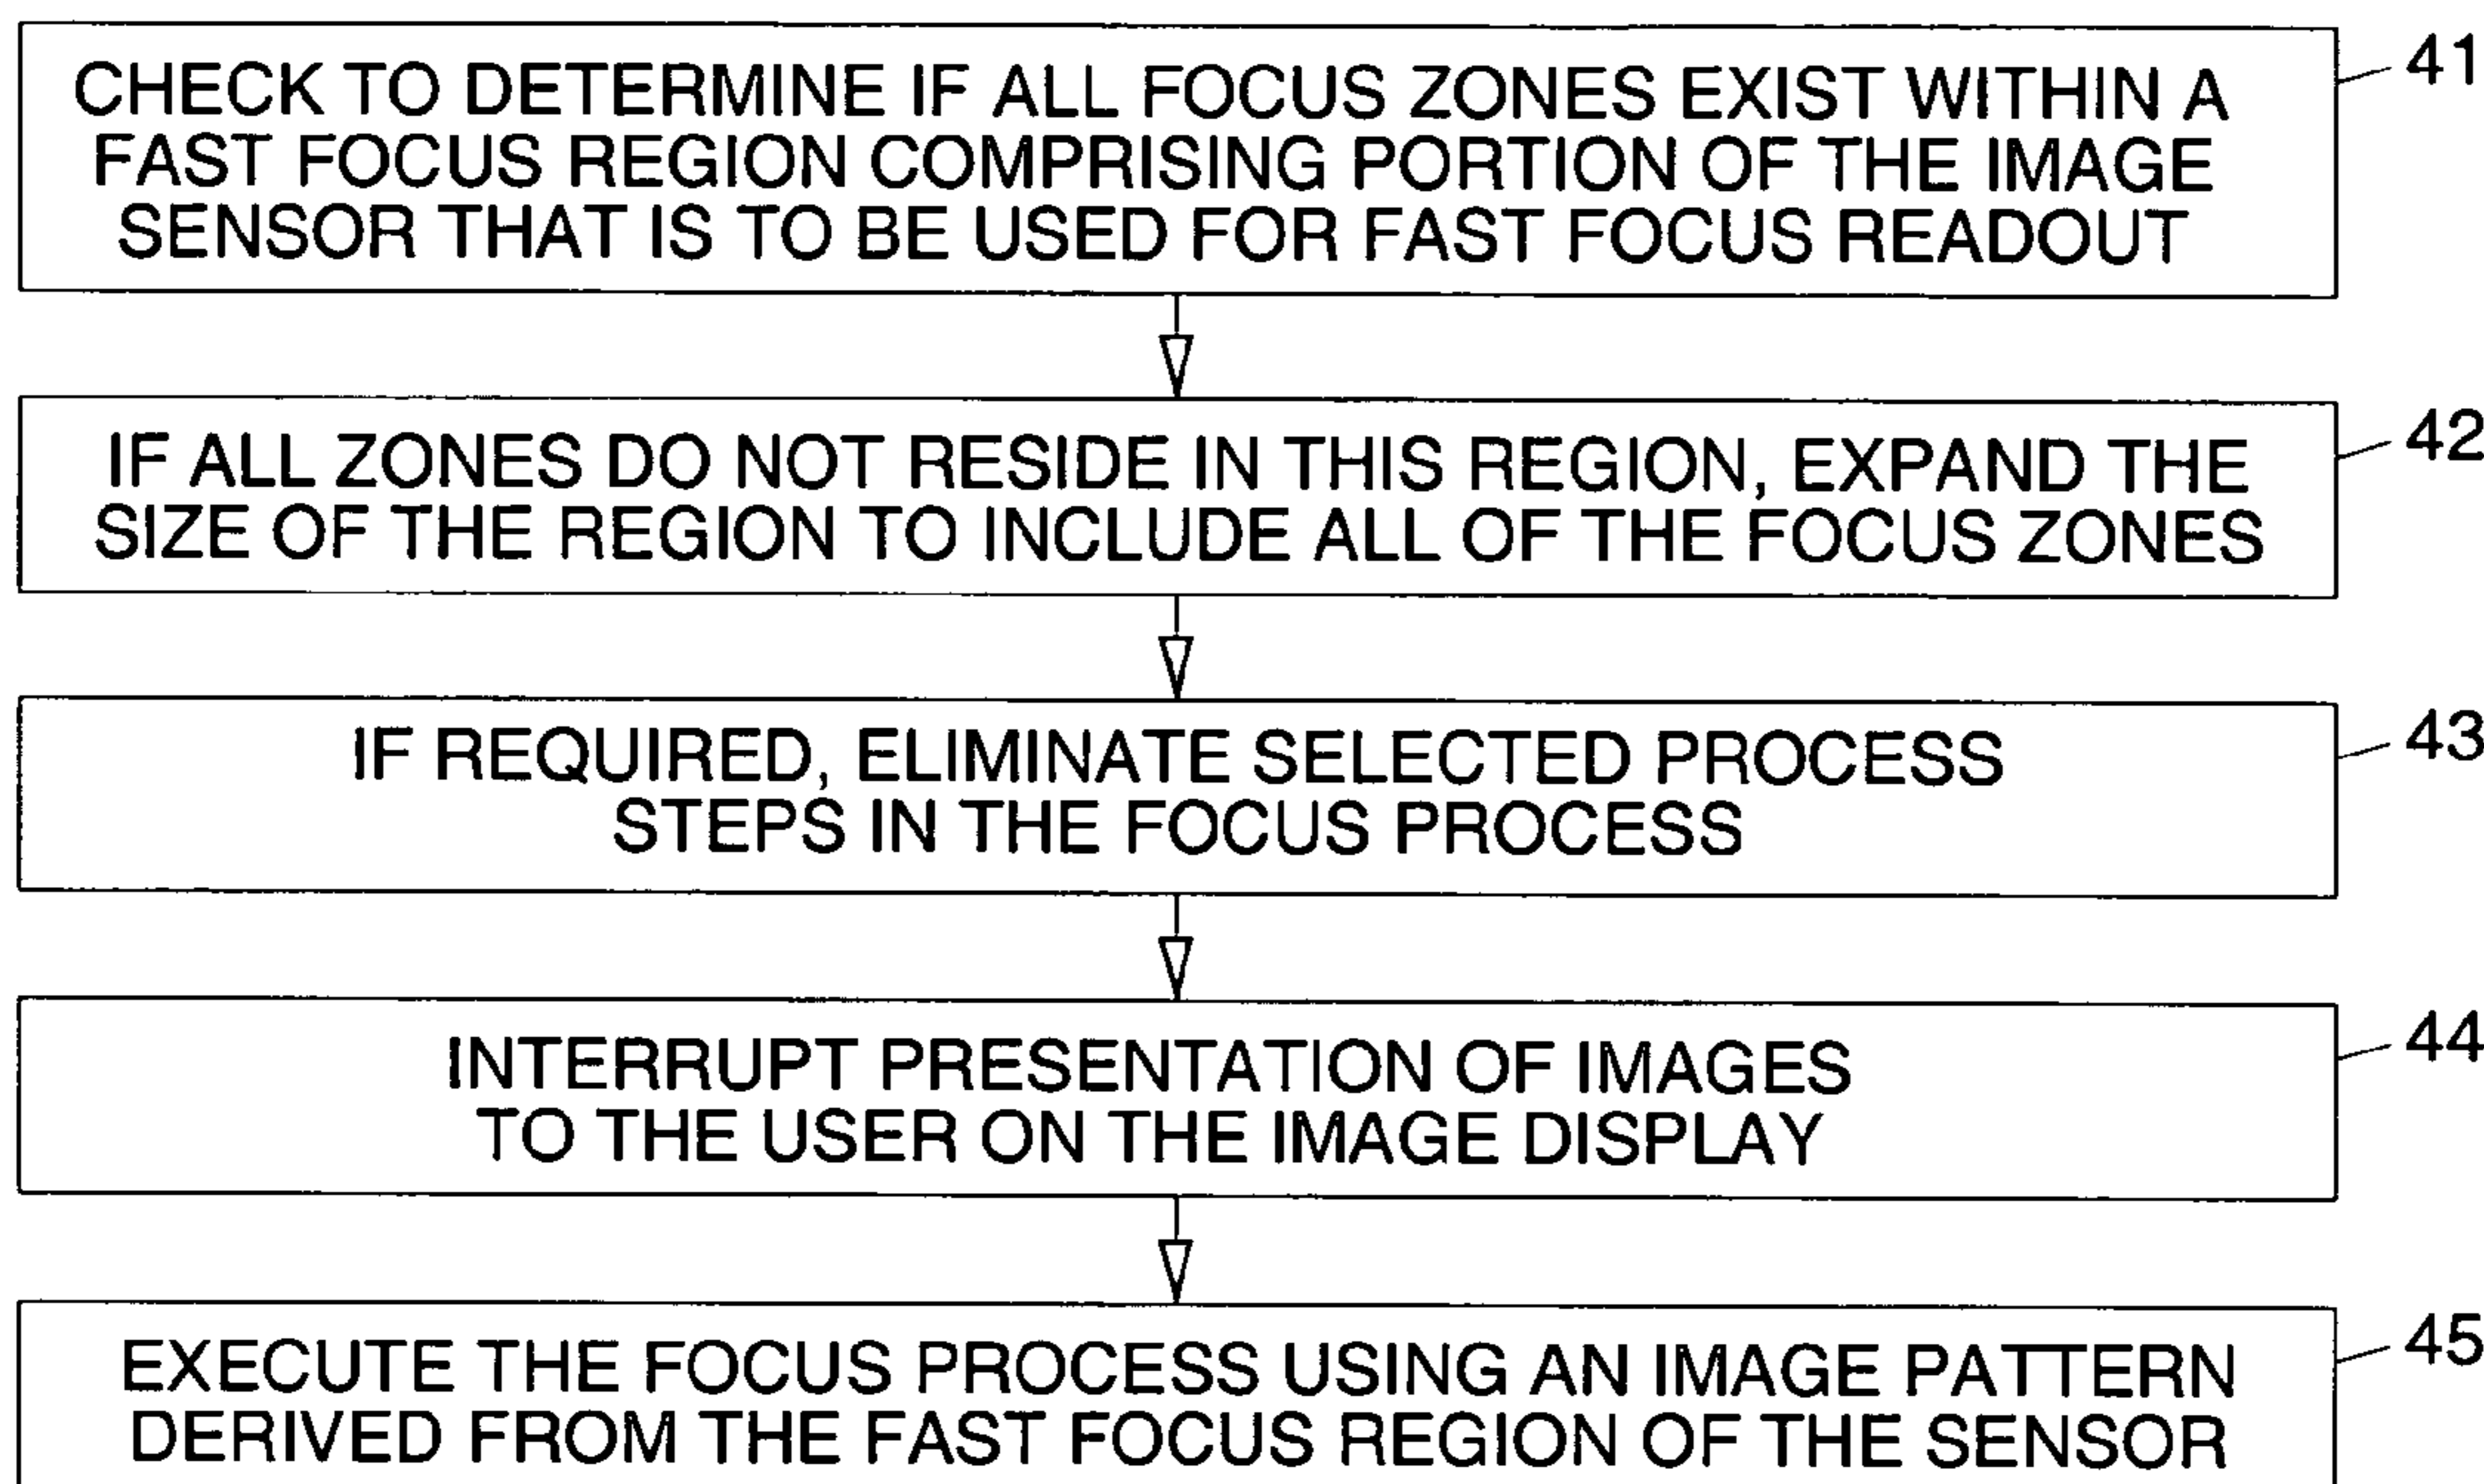 CHECK TO DETERMINE IF ALL FOCUS ZONES EXIST WITHIN A
FAST FOCUS REGION COMPRISING PORTION OF THE IMAGE
SENSOR THAT IS TO BE USED FOR FAST FOCUS READOUT
41
IF ALL ZONES DO NOT RESIDE IN THIS REGION, EXPAND THE
SIZE OF THE REGION TO INCLUDE ALL OF THE FOCUS ZONES
42
IF REQUIRED, ELIMINATE SELECTED PROCESS
STEPS IN THE FOCUS PROCESS
43
INTERRUPT PRESENTATION OF IMAGES
TO THE USER ON THE IMAGE DISPLAY
44
EXECUTE THE FOCUS PROCESS USING AN IMAGE PATTERN
DERIVED FROM THE FAST FOCUS REGION OF THE SENSOR
45